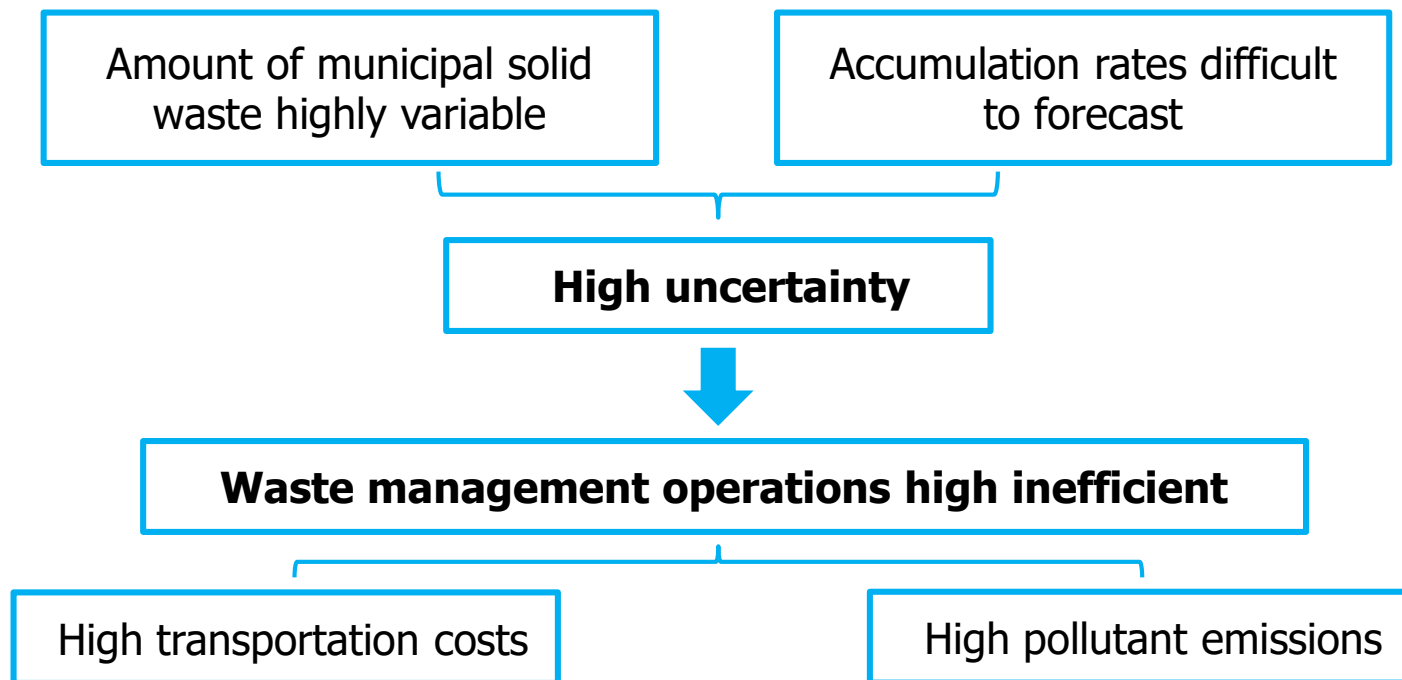 Amount of municipal solid
waste highly variable
Accumulation rates difficult
to forecast
High uncertainty
Waste management operations high inefficient
High transportation costs
High pollutant emissions